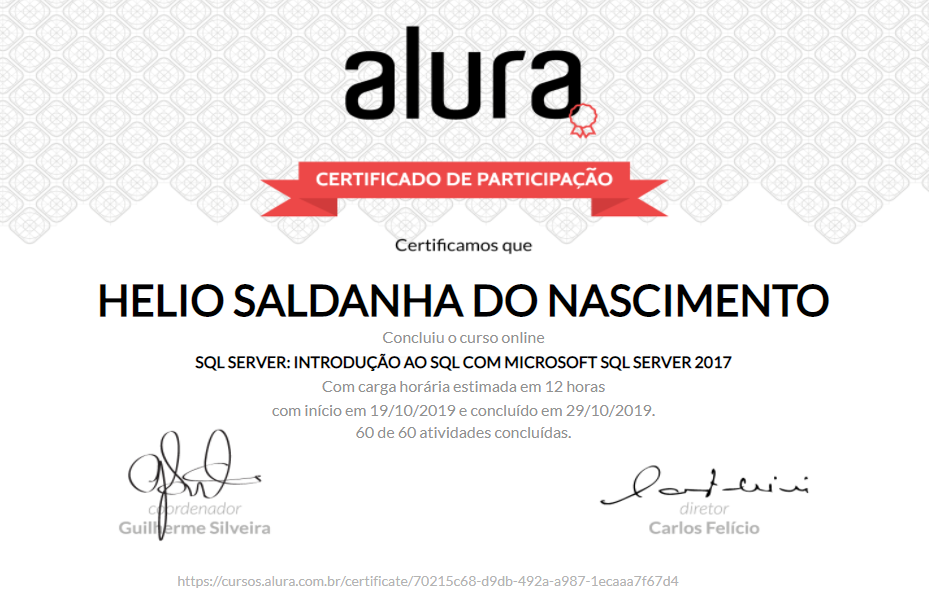 alura
CERTIFICADO DE PARTICIPAÇÃO
Certificamos que
HELIO SALDANHA DO NASCIMENTO
Concluiu o curso online
SQL SERVER: INTRODUÇÃO AO SQL COM MICROSOFT SQL SERVER 2017
Com carga horária estimada em 12 horas
com início em 19/10/2019 e concluído em 29/10/2019.
60 de 60 atividades concluídas.
coordenador
Guilherme Silveira
diretor
Carlos Felício
https://cursos.alura.com.br/certificate/70215c68-d9db-492a-a987-1ecaaa7f67d4